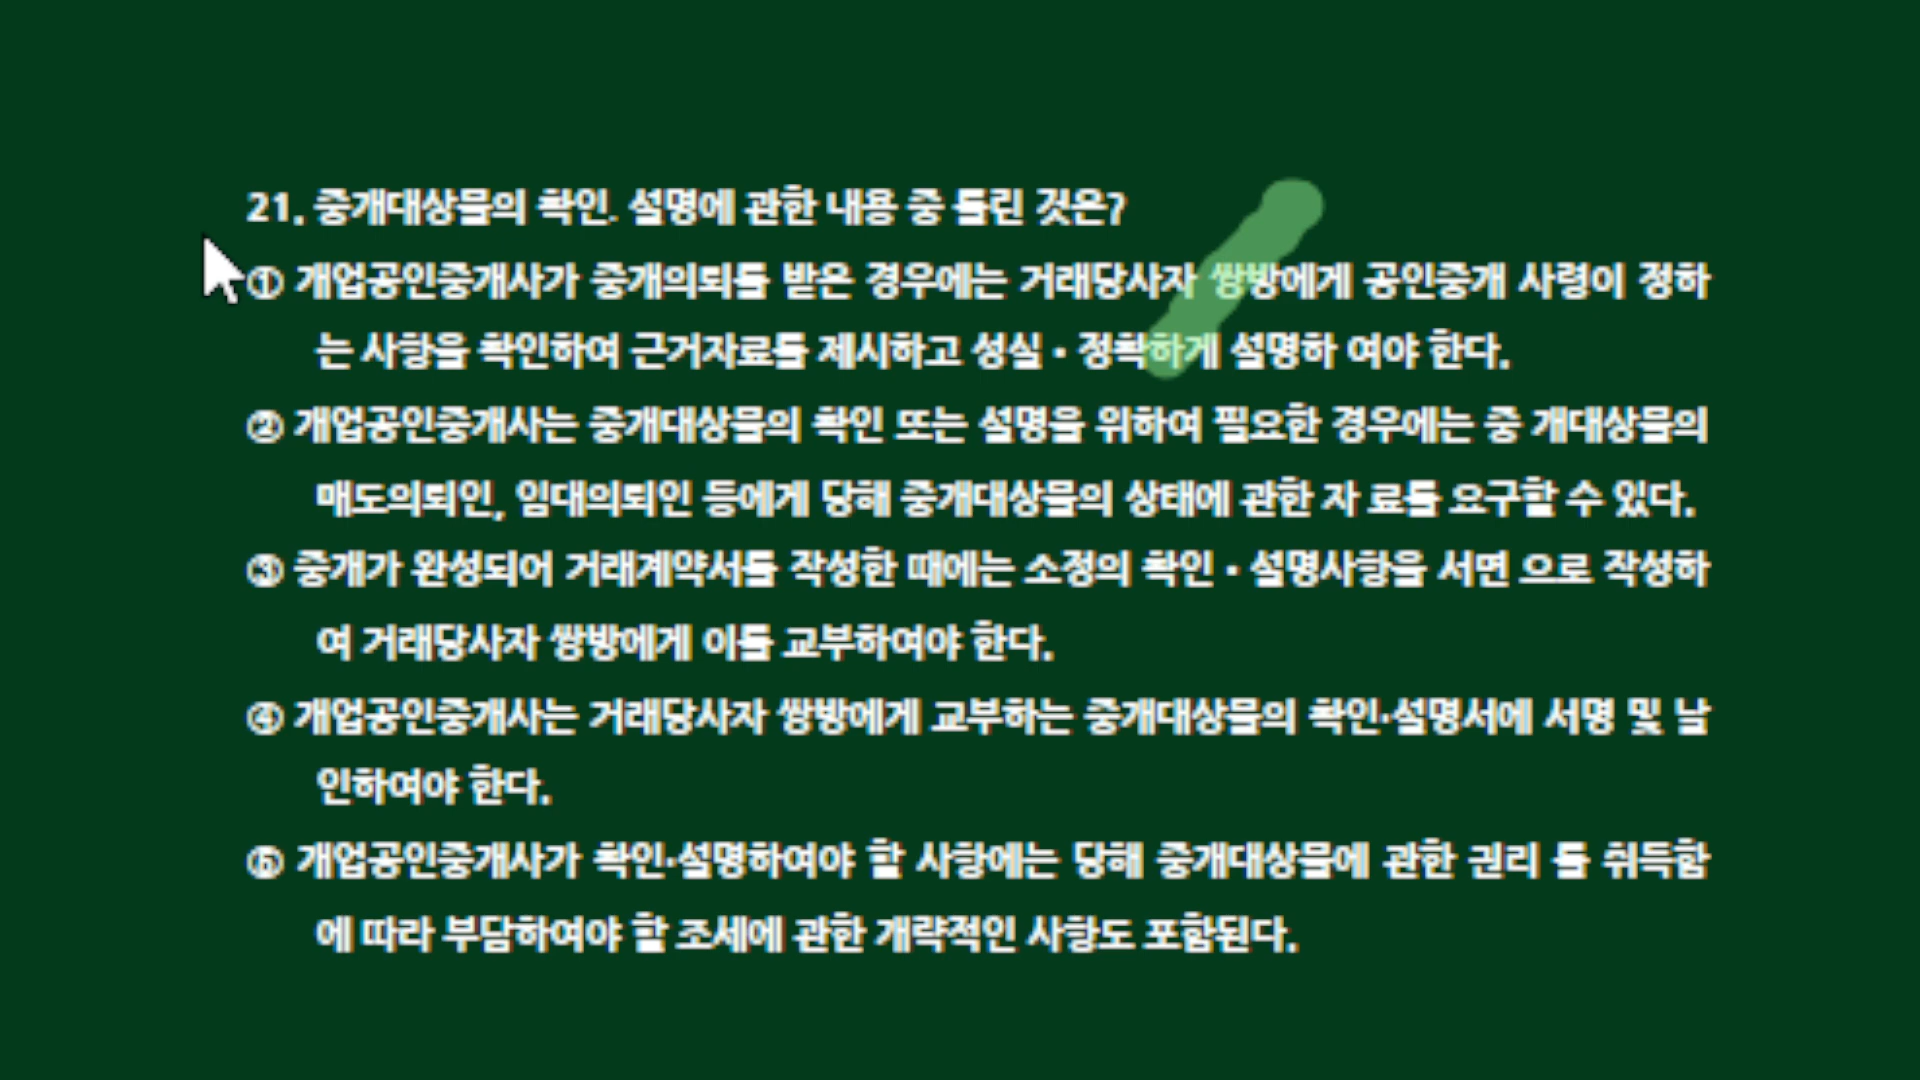 21. 중개대상물의 확인. 설명에 관한 내용 중 틀린 것은?
① 개업공인중개사가 중개의뢰를 받은 경우에는 거래당사자 쌍방에게 공인중개 사령이 정하
는 사항을 확인하여 근거자료를 제시하고 성실・정확하게 설명하 여야 한다.
② 개업공인중개사는 중개대상물의 확인 또는 설명을 위하여 필요한 경우에는 중 개대상물의
매도의뢰인, 임대의뢰인 등에게 당해 중개대상물의 상태에 관한 자 료를 요구할 수 있다.
③ 중개가 완성되어 거래계약서를 작성한 때에는 소정의 확인・설명사항을 서면 으로 작성하
여 거래당사자 쌍방에게 이를 교부하여야 한다.
④ 개업공인중개사는 거래당사자 쌍방에게 교부하는 중개대상물의 확인·설명서에 서명 및 날
인하여야 한다.
⑤ 개업공인중개사가 확인·설명하여야 할 사항에는 당해 중개대상물에 관한 권리 를 취득함
에 따라 부담하여야 할 조세에 관한 개략적인 사항도 포함된다.